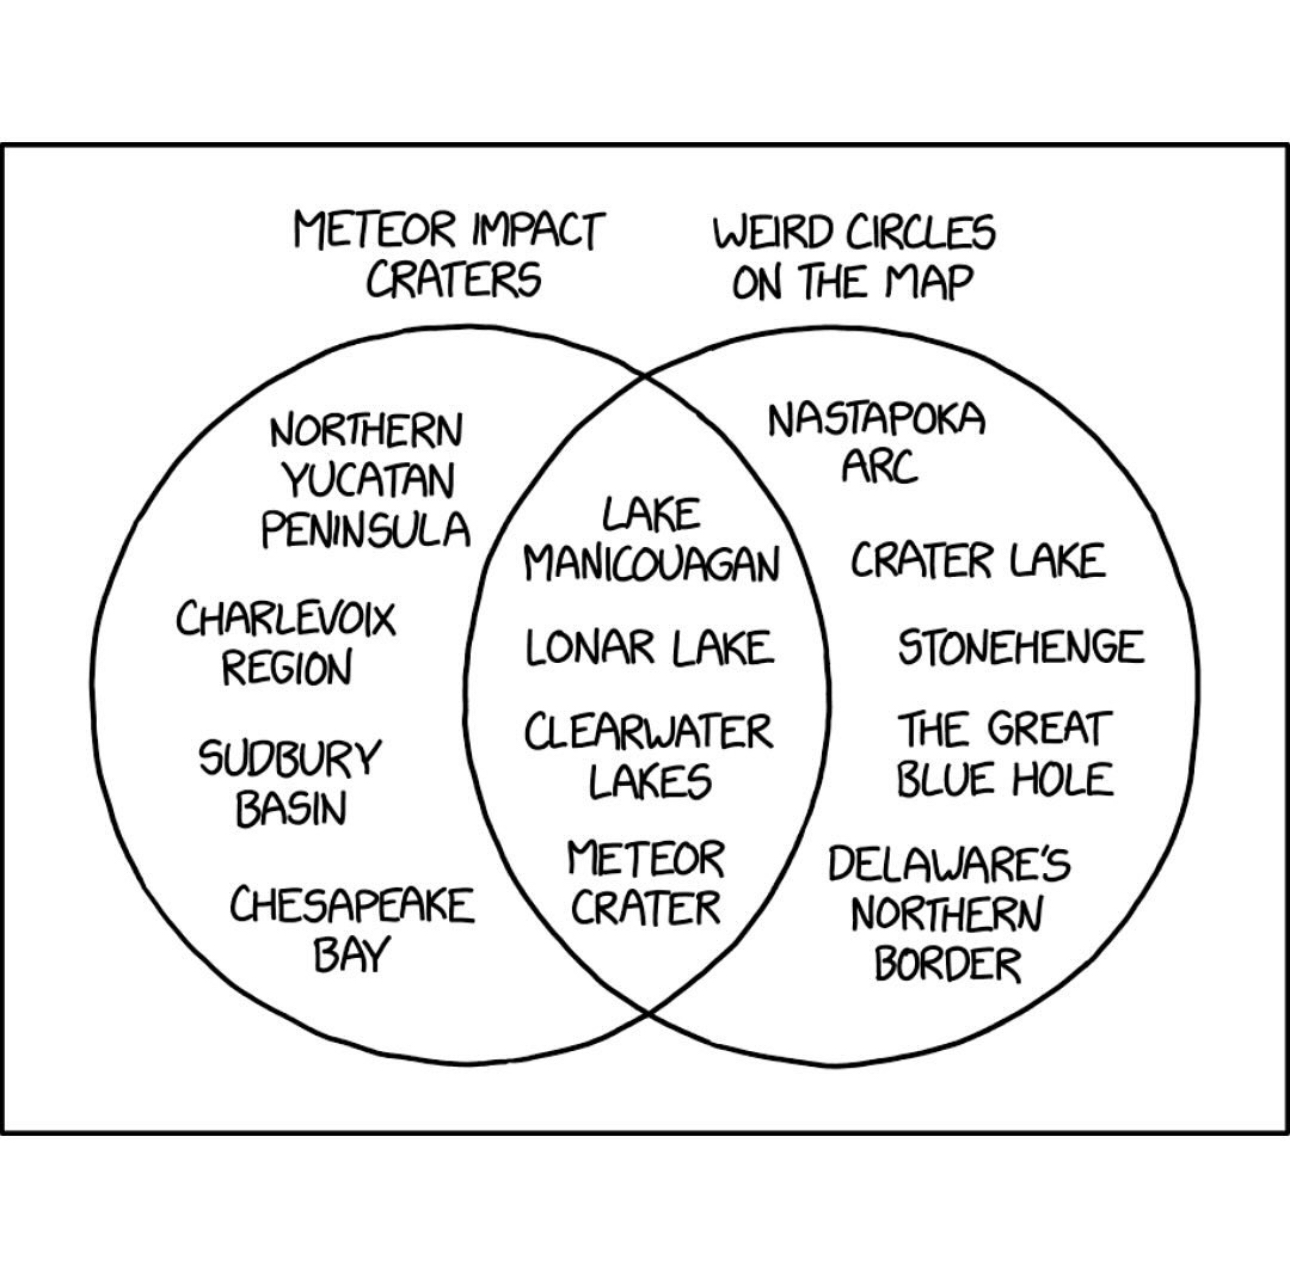 METEOR IMPACT
CRATERS
WEIRD CIRCLES
ON THE MAP
NORTHERN
YUCATAN
PENINSULA
CHARLEVOIX
REGION
SUDBURY
BASIN
CHESAPEAKE
BAY
LAKE
MANICOUAGAN
LONAR LAKE
CLEARWATER
LAKES
METEOR
CRATER
NASTAPOKA
ARC
CRATER LAKE
STONEHENGE
THE GREAT
BLUE HOLE
DELAWARE'S
NORTHERN
BORDER